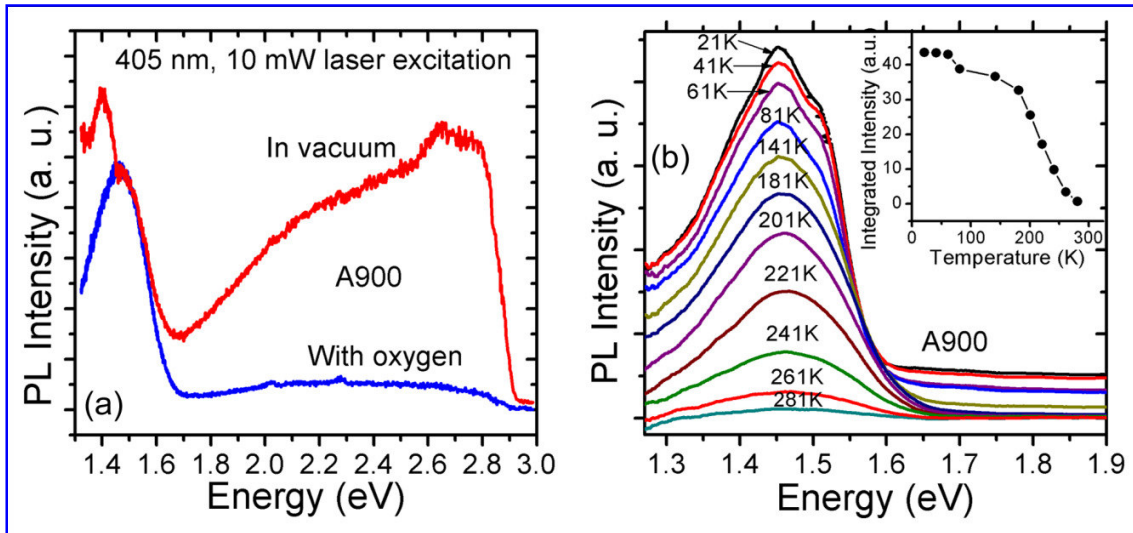 405 nm, 10 mW laser excitation
In vacuum
A900
With oxygen
(a)
PL Intensity (a. u.)
1.4 1.6 1.8 2.0 2.2 2.4 2.6 2.8 3.0
Energy (eV)
21K
41K
61K
81K
141K
181K
201K
221K
241K
261K
281K
(b)
A900
PL Intensity (a. u.)
1.3 1.4 1.5 1.6 1.7 1.8 1.9
Energy (eV)
Integrated Intensity (a.u.)
40
30
20
10
0
0 100 200 300
Temperature (K)